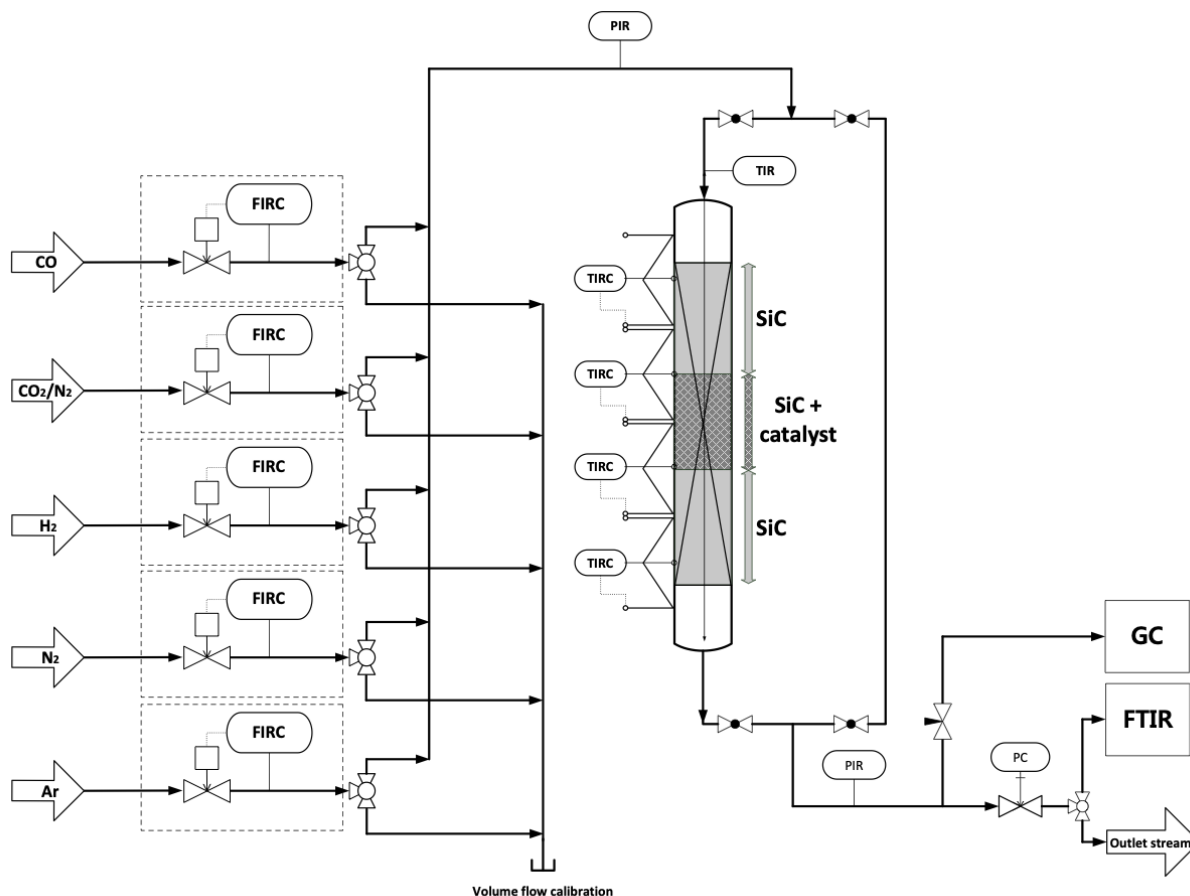 PIR
TIR
FIRC
CO
TIRC
SiC
FIRC
CO₂/N₂
TIRC
SiC +
catalyst
FIRC
H₂
TIRC
SiC
TIRC
FIRC
N₂
GC
FTIR
FIRC
PIR
PC
Ar
Outlet stream
Volume flow calibration